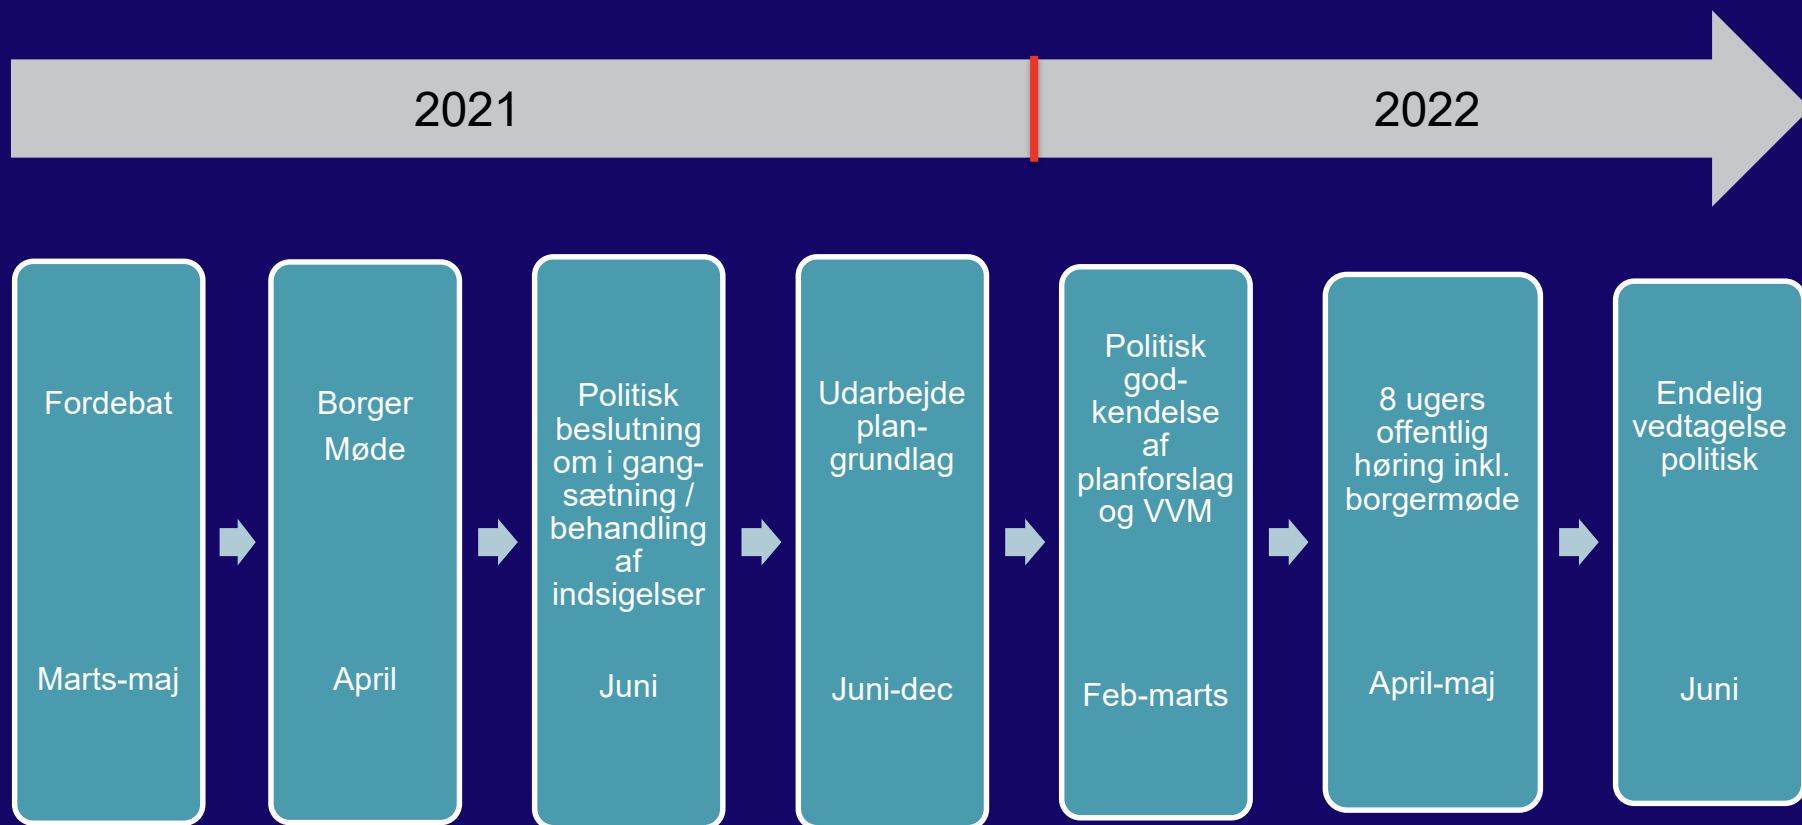 2021
2022
Fordebat
Marts-maj
Borger
Møde
April
Politisk
beslutning
om i gang-
sætning /
behandling
af
indsigelser
Juni
Udarbejde
plan-
grundlag
Juni-dec
Politisk
god-
kendelse
af
planforslag
og VVM
Feb-marts
8 ugers
offentlig
høring inkl.
borgermøde
April-maj
Endelig
vedtagelse
politisk
Juni